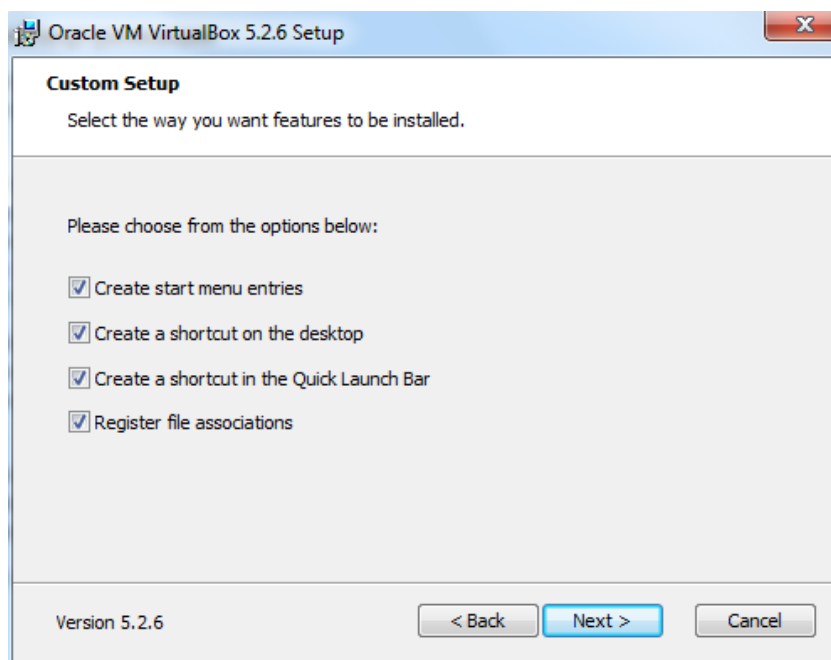 Oracle VM VirtualBox 5.2.6 Setup
Custom Setup
Select the way you want features to be installed.
Please choose from the options below:
Create start menu entries
Create a shortcut on the desktop
Create a shortcut in the Quick Launch Bar
Register file associations
Version 5.2.6
< Back
Next >
Cancel